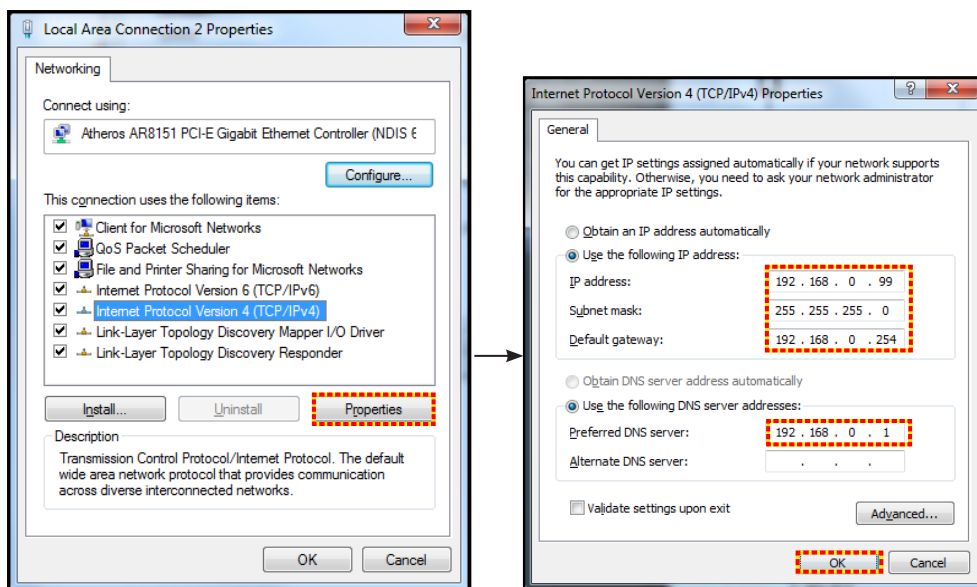 Local Area Connection 2 Properties
Networking
Connect using:
Atheros AR8151 PCI-E Gigabit Ethernet Controller (NDIS 6
Configure...
This connection uses the following items:
Client for Microsoft Networks
QoS Packet Scheduler
File and Printer Sharing for Microsoft Networks
Internet Protocol Version 6 (TCP/IPv6)
Internet Protocol Version 4 (TCP/IPv4)
Link-Layer Topology Discovery Mapper I/O Driver
Link-Layer Topology Discovery Responder
Install...
Uninstall
Properties
Description
Transmission Control Protocol/Internet Protocol. The default
wide area network protocol that provides communication
across diverse interconnected networks.
OK
Cancel
Internet Protocol Version 4 (TCP/IPv4) Properties
General
You can get IP settings assigned automatically if your network supports
this capability. Otherwise, you need to ask your network administrator
for the appropriate IP settings.
Obtain an IP address automatically
Use the following IP address:
IP address: 192 . 168 . 0 . 99
Subnet mask: 255 . 255 . 255 . 0
Default gateway: 192 . 168 . 0 . 254
Obtain DNS server address automatically
Use the following DNS server addresses:
Preferred DNS server: 192 . 168 . 0 . 1
Alternate DNS server: . . .
Validate settings upon exit
Advanced...
OK
Cancel